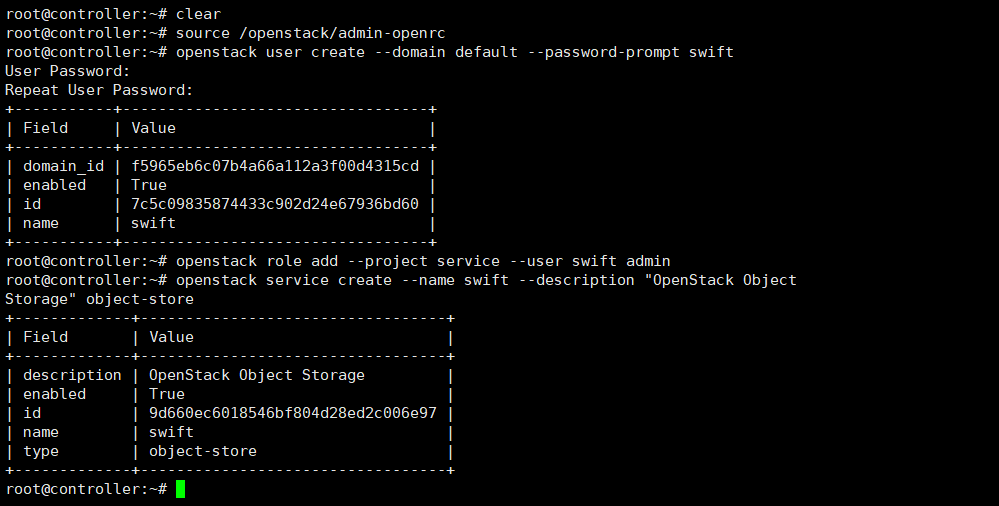 root@controller:~# clear
root@controller:~# source /openstack/admin-openrc
root@controller:~# openstack user create --domain default --password-prompt swift
User Password:
Repeat User Password:
+-----------+----------------------------------+
| Field     | Value                            |
+-----------+----------------------------------+
| domain_id | f5965eb6c07b4a66a112a3f00d4315cd |
| enabled   | True                             |
| id        | 7c5c09835874433c902d24e67936bd60 |
| name      | swift                            |
+-----------+----------------------------------+
root@controller:~# openstack role add --project service --user swift admin
root@controller:~# openstack service create --name swift --description "OpenStack Object
Storage" object-store
+-------------+----------------------------------+
| Field       | Value                            |
+-------------+----------------------------------+
| description | OpenStack Object Storage         |
| enabled     | True                             |
| id          | 9d660ec6018546bf804d28ed2c006e97 |
| name        | swift                            |
| type        | object-store                     |
+-------------+----------------------------------+
root@controller:~#